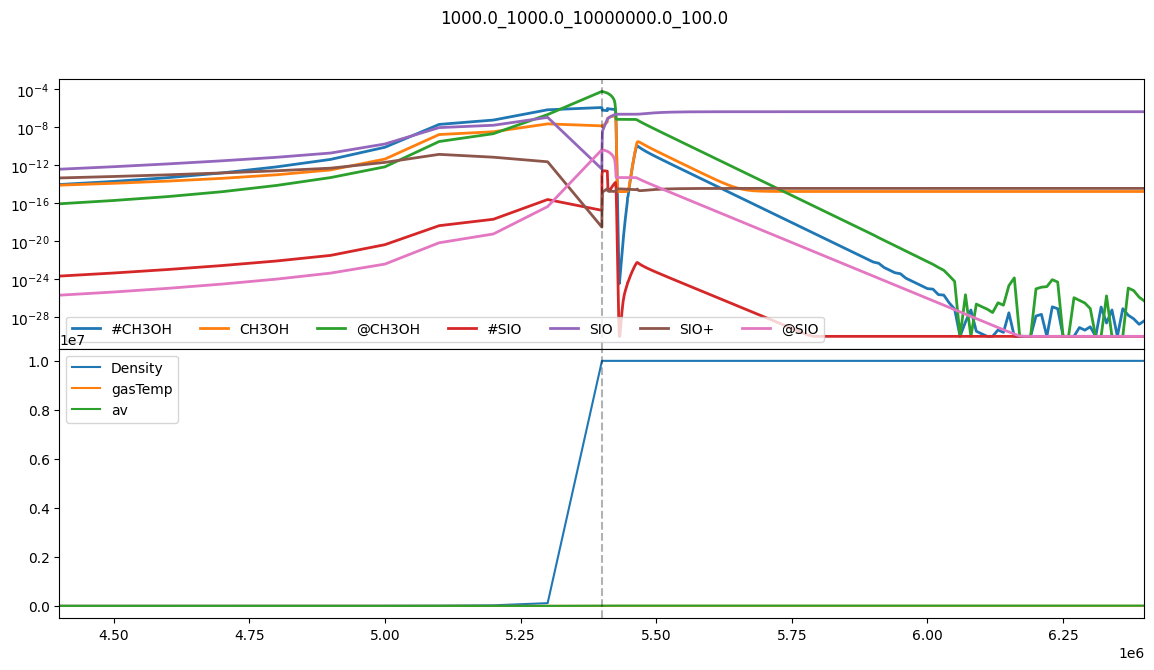 1000.0_1000.0_10000000.0_100.0
10⁻⁴
10⁻⁸
10⁻¹²
10⁻¹⁶
10⁻²⁰
10⁻²⁴
10⁻²⁸
#CH3OH CH3OH @CH3OH #SIO SIO SIO+ @SIO
1e7
1.0
0.8
0.6
0.4
0.2
0.0
Density
gasTemp
av
4.50 4.75 5.00 5.25 5.50 5.75 6.00 6.25
1e6